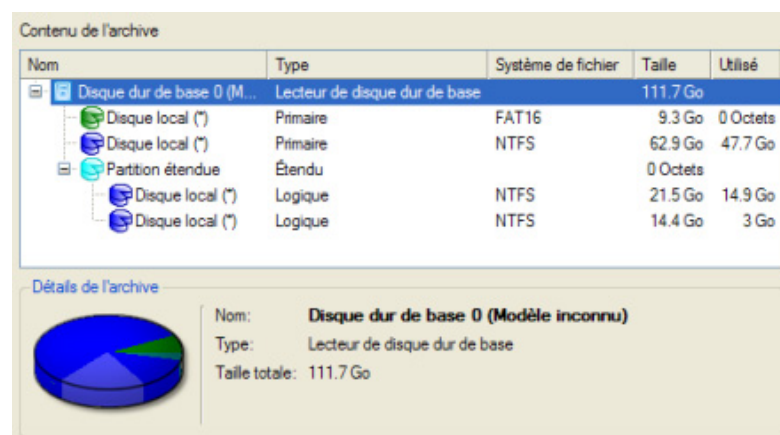 Contenu de l'archive
Nom Type Système de fichier Taille Utilisé
Disque dur de base 0 (M... Lecteur de disque dur de base 111.7 Go
Disque local (*) Primaire FAT16 9.3 Go 0 Octets
Disque local (*) Primaire NTFS 62.9 Go 47.7 Go
Partition étendue Étendu 0 Octets
Disque local (*) Logique NTFS 21.5 Go 14.9 Go
Disque local (*) Logique NTFS 14.4 Go 3 Go
Détails de l'archive
Nom: Disque dur de base 0 (Modèle inconnu)
Type: Lecteur de disque dur de base
Taille totale: 111.7 Go